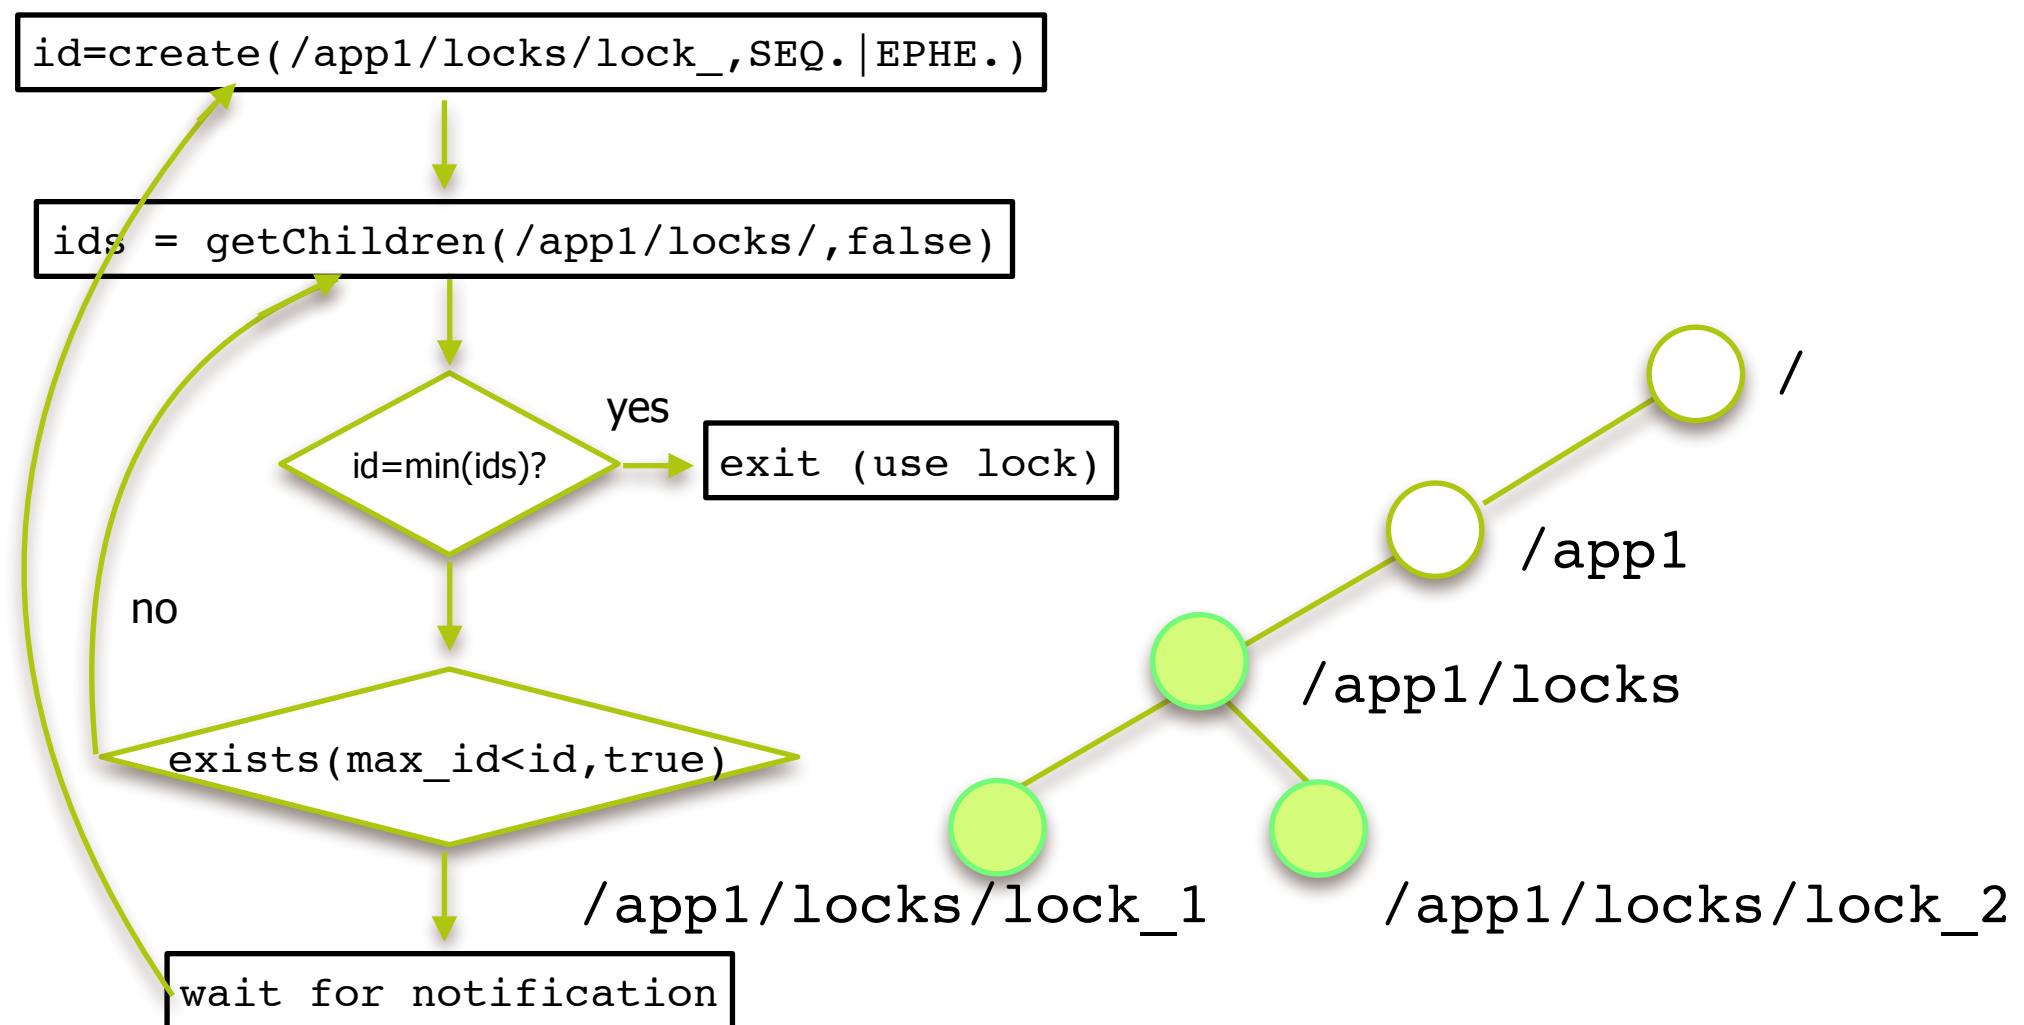 id=create(/app1/locks/lock_,SEQ.|EPHE.)
ids = getChildren(/app1/locks/,false)
yes
id=min(ids)?
exit (use lock)
no
exists(max_id<id,true)
wait for notification
/
/app1
/app1/locks
/app1/locks/lock_1
/app1/locks/lock_2